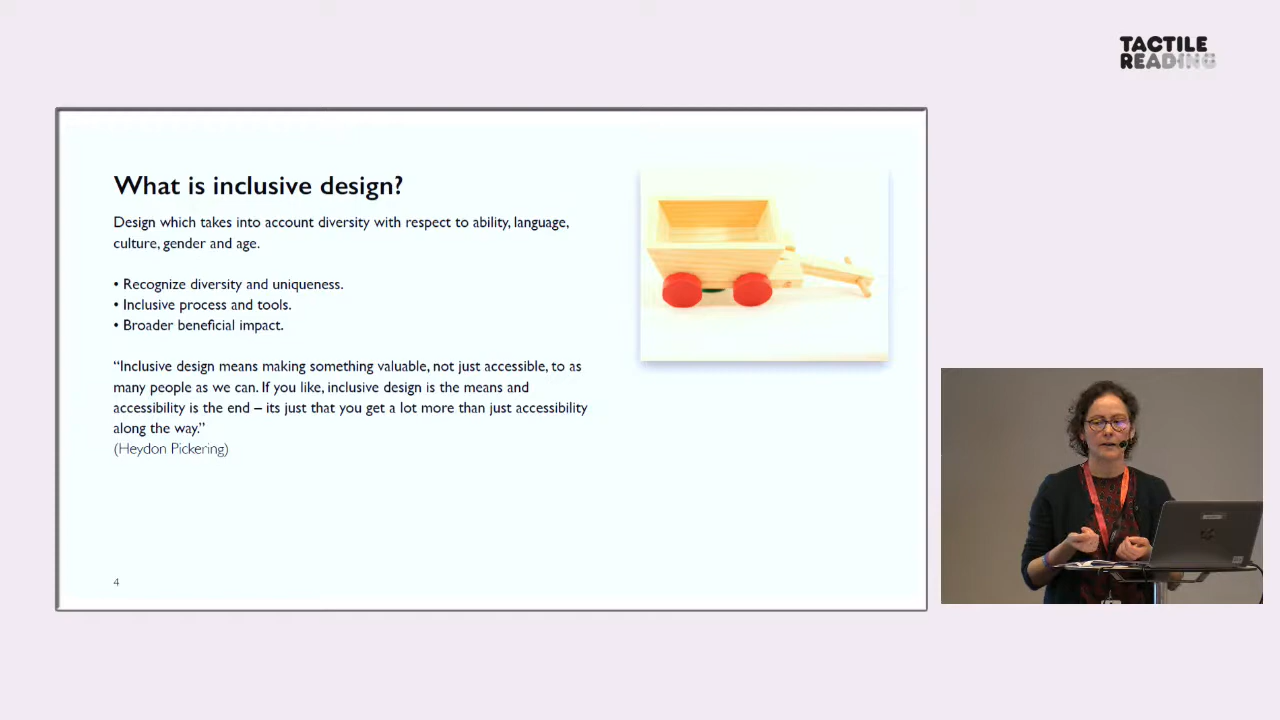 TACTILE
READING
What is inclusive design?
Design which takes into account diversity with respect to ability, language,
culture, gender and age.
• Recognize diversity and uniqueness.
• Inclusive process and tools.
• Broader beneficial impact.
“Inclusive design means making something valuable, not just accessible, to as
many people as we can. If you like, inclusive design is the means and
accessibility is the end – its just that you get a lot more than just accessibility
along the way.”
(Heydon Pickering)
4